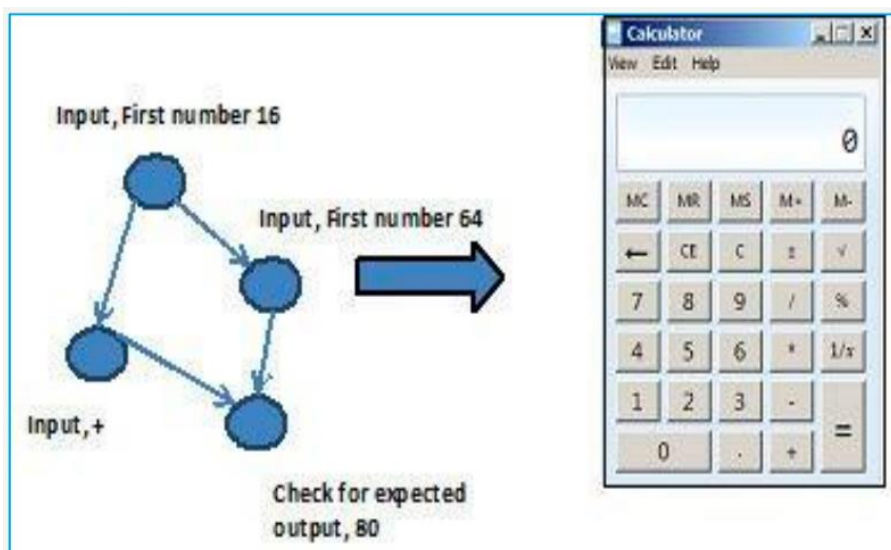 Calculator
View Edit Help
Input, First number 16
0
Input, First number 64
MC MR MS M+ M-
← CE C ± √
7 8 9 / %
4 5 6 * 1/x
1 2 3 - =
0 . +
Input, +
Check for expected
output, 80